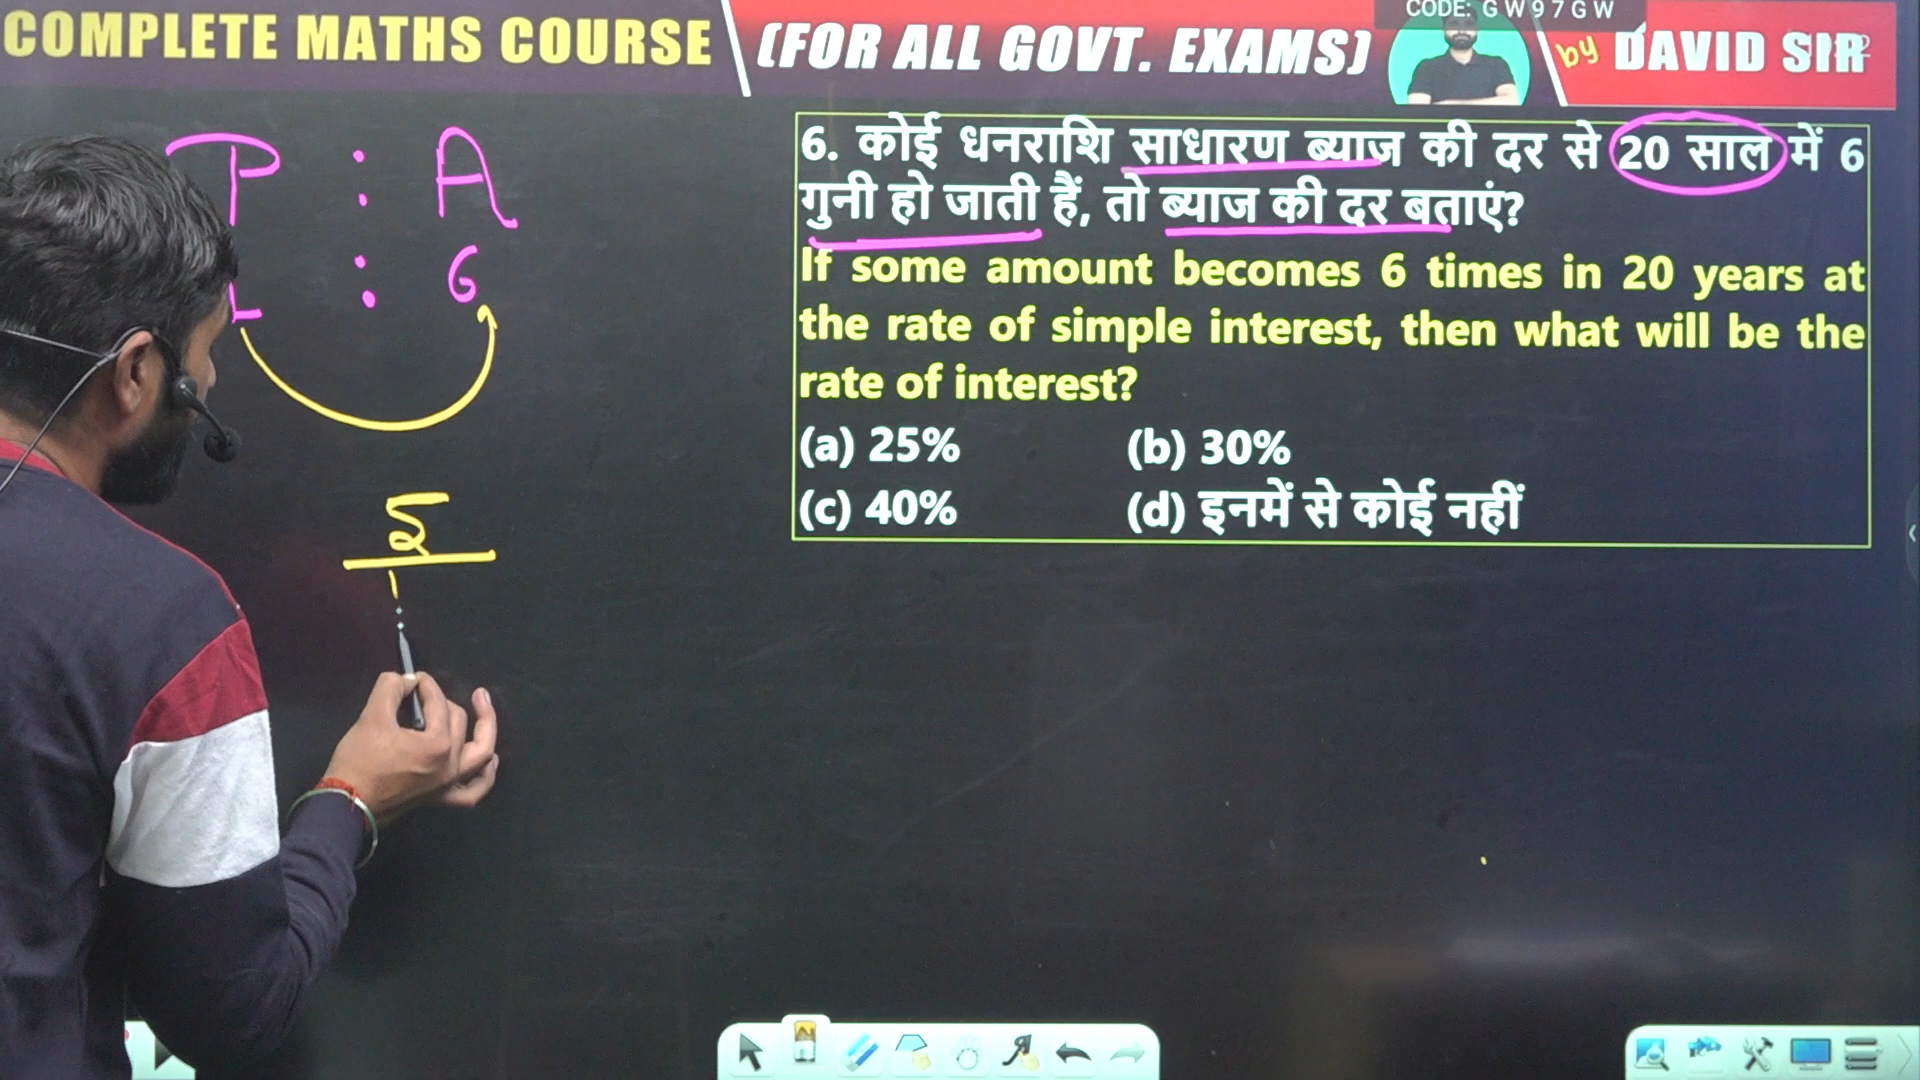 COMPLETE MATHS COURSE (FOR ALL GOVT. EXAMS) by DAVID SIR
CODE: GW97GW
P : A
: 6
5
1
6. कोई धनराशि साधारण ब्याज की दर से 20 साल में 6
गुनी हो जाती हैं, तो ब्याज की दर बताएं?
If some amount becomes 6 times in 20 years at
the rate of simple interest, then what will be the
rate of interest?
(a) 25% (b) 30%
(c) 40% (d) इनमें से कोई नहीं